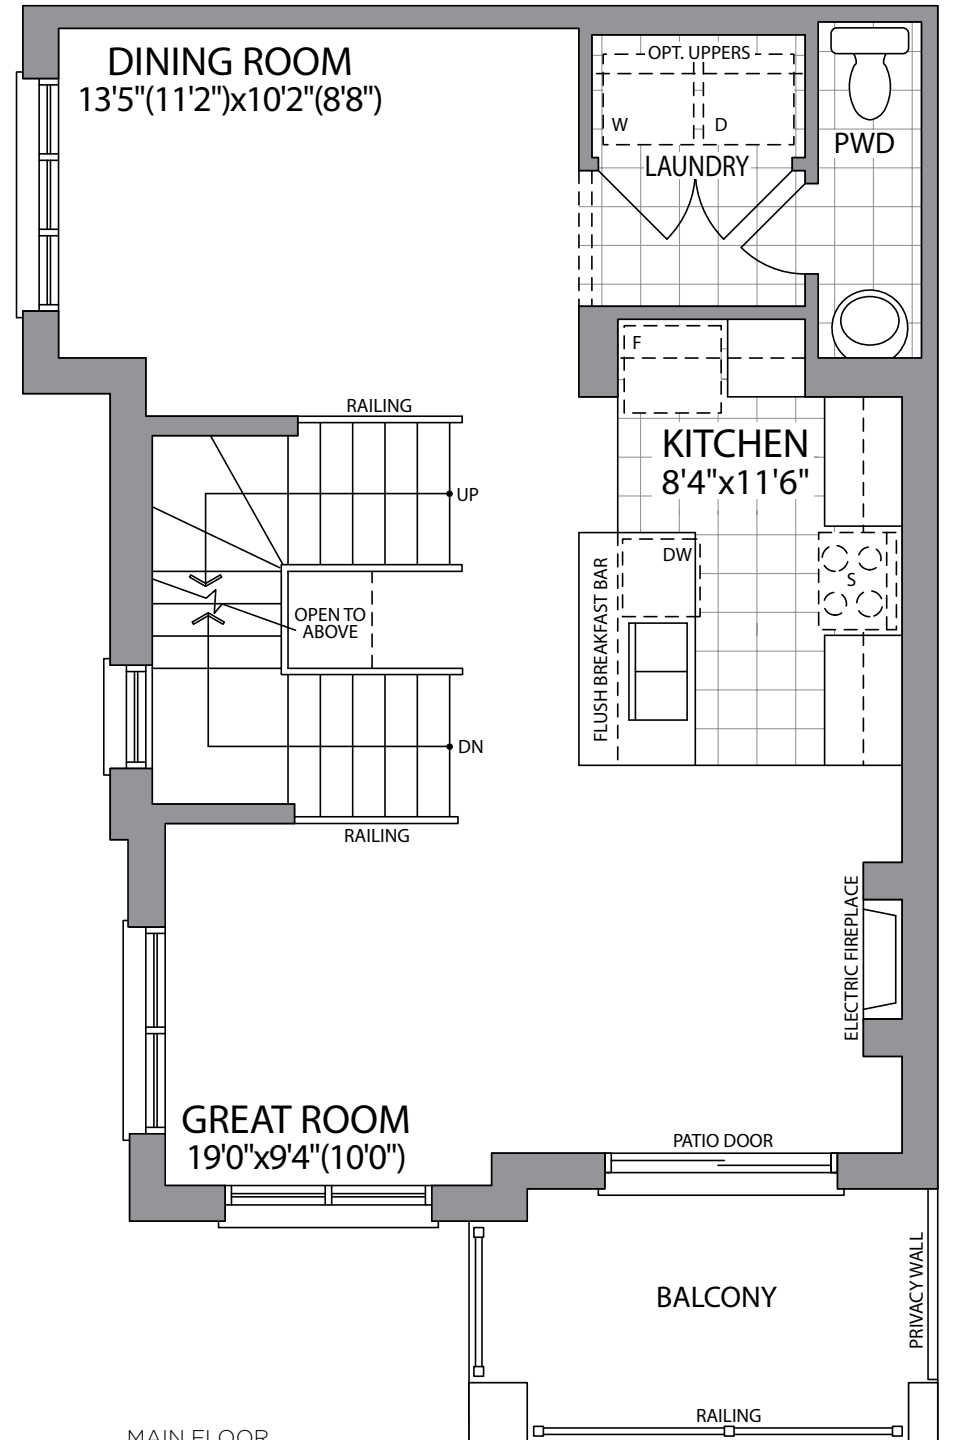 DINING ROOM
13'5"(11'2")x10'2"(8'8")
OPT. UPPERS
W
D
LAUNDRY
PWD
F
RAILING
KITCHEN
8'4"x11'6"
UP
DW
S
FLUSH BREAKFAST BAR
OPEN TO
ABOVE
DN
RAILING
ELECTRIC FIREPLACE
GREAT ROOM
19'0"x9'4"(10'0")
PATIO DOOR
BALCONY
PRIVACY WALL
RAILING
MAIN FLOOR